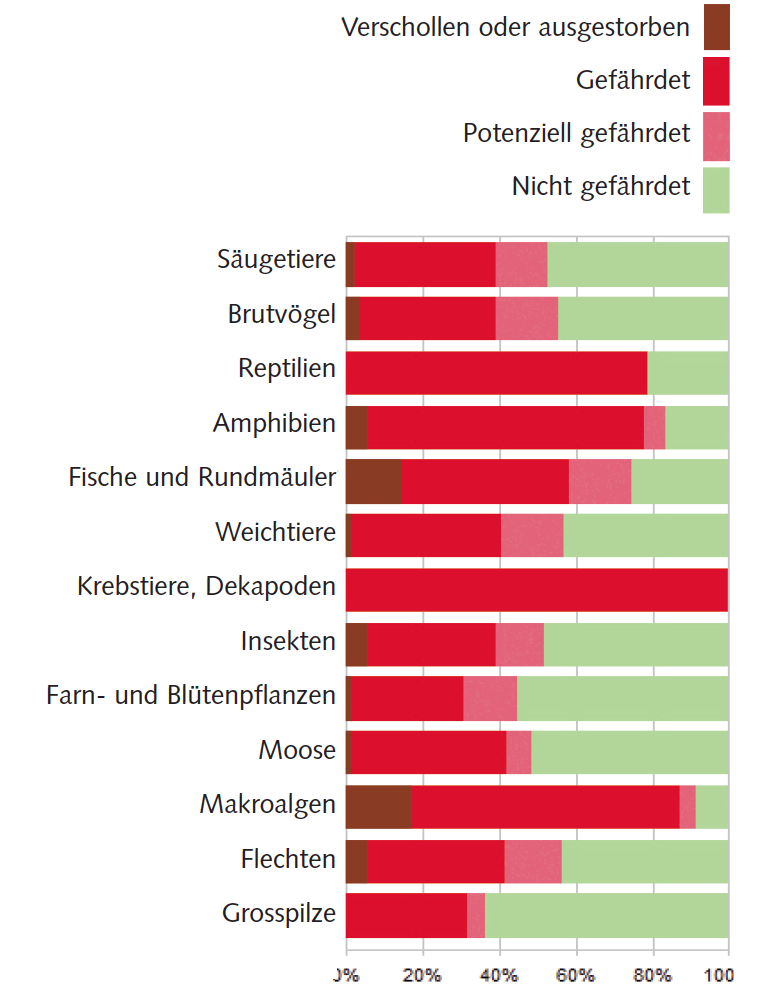 Verschollen oder ausgestorben
Gefährdet
Potenziell gefährdet
Nicht gefährdet
Säugetiere
Brutvögel
Reptilien
Amphibien
Fische und Rundmäuler
Weichtiere
Krebstiere, Dekapoden
Insekten
Farn- und Blütenpflanzen
Moose
Makroalgen
Flechten
Grosspilze
0% 20% 40% 60% 80% 100